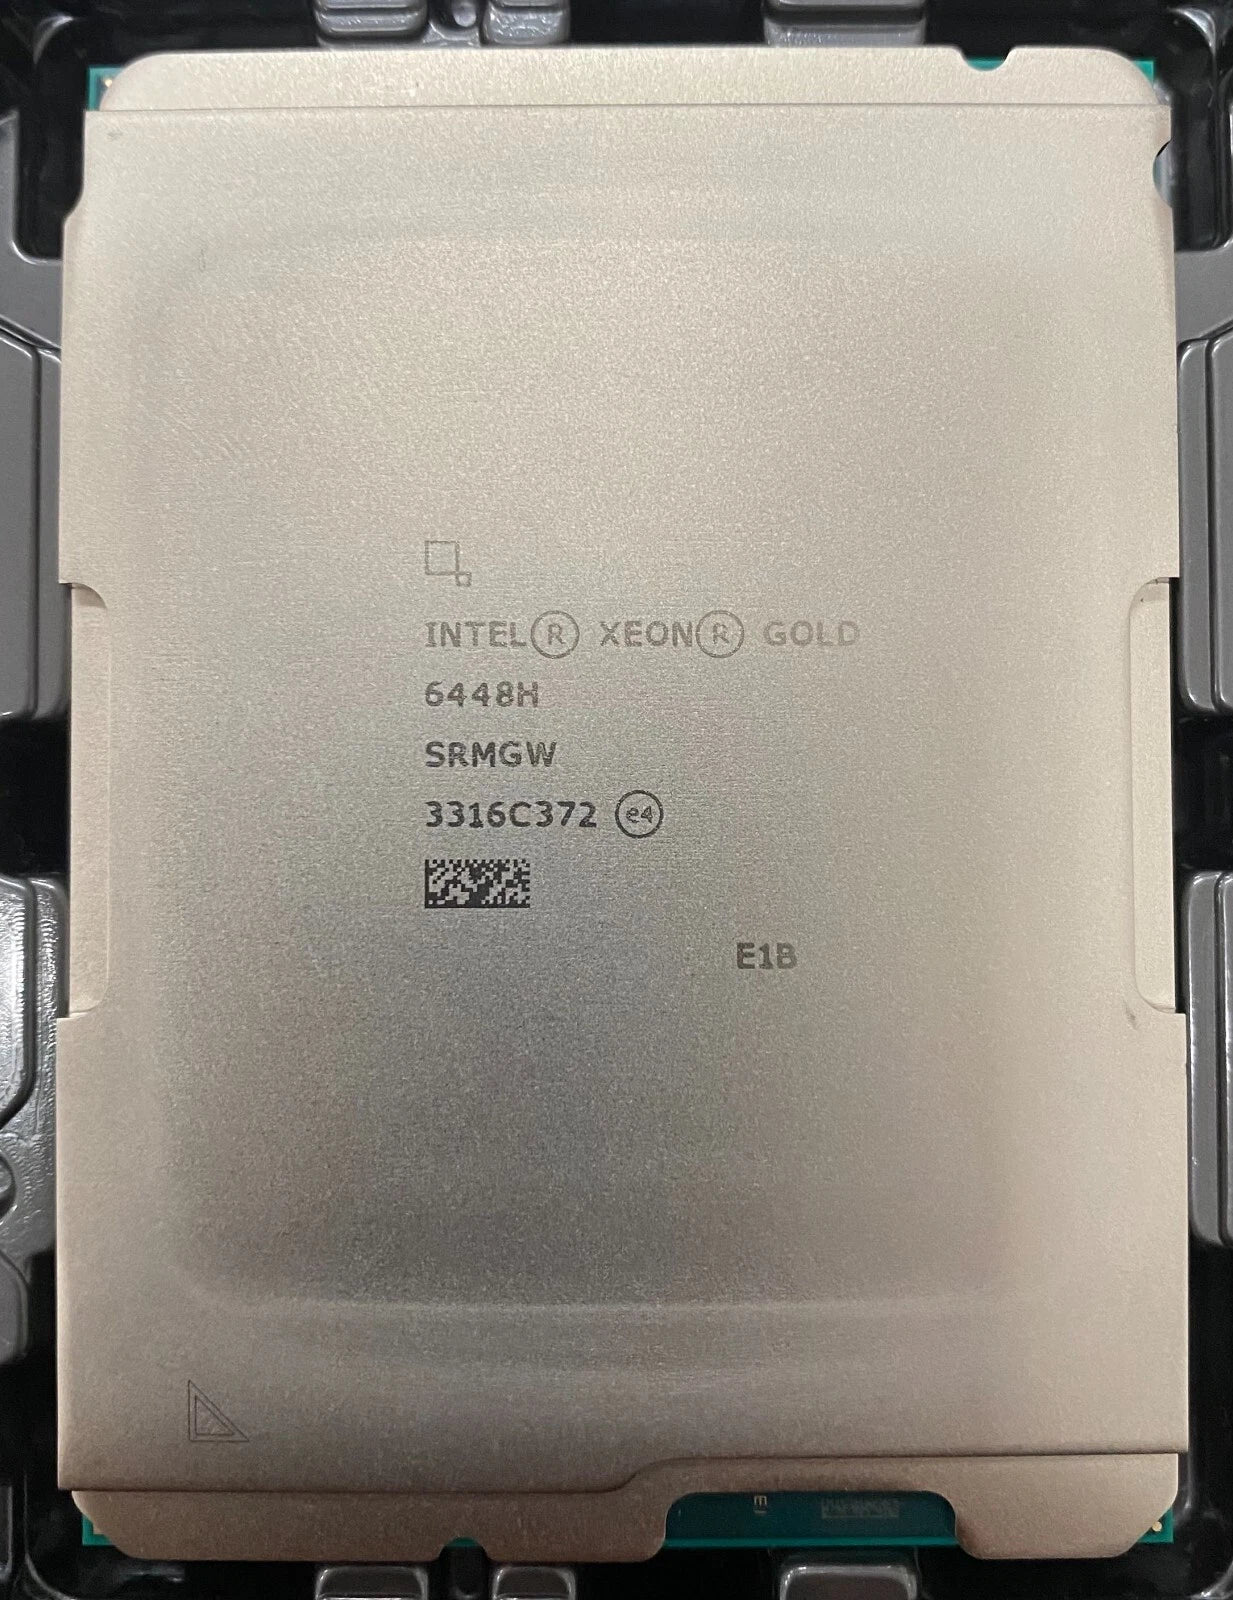 INTEL® XEON® GOLD
6448H
SRMGW
3316C372 e4
E1B